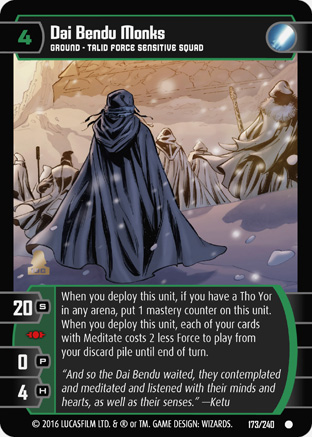 4
Dai Bendu Monks
GROUND - TALID FORCE SENSITIVE SQUAD
20 S
0 P
4 H
When you deploy this unit, if you have a Tho Yor
in any arena, put 1 mastery counter on this unit.
When you deploy this unit, each of your cards
with Meditate costs 2 less Force to play from
your discard pile until end of turn.
“And so the Dai Bendu waited, they contemplated
and meditated and listened with their minds and
hearts, as well as their senses.” —Ketu
© 2016 LUCASFILM LTD. & ® or TM. GAME DESIGN: WIZARDS.
173/240